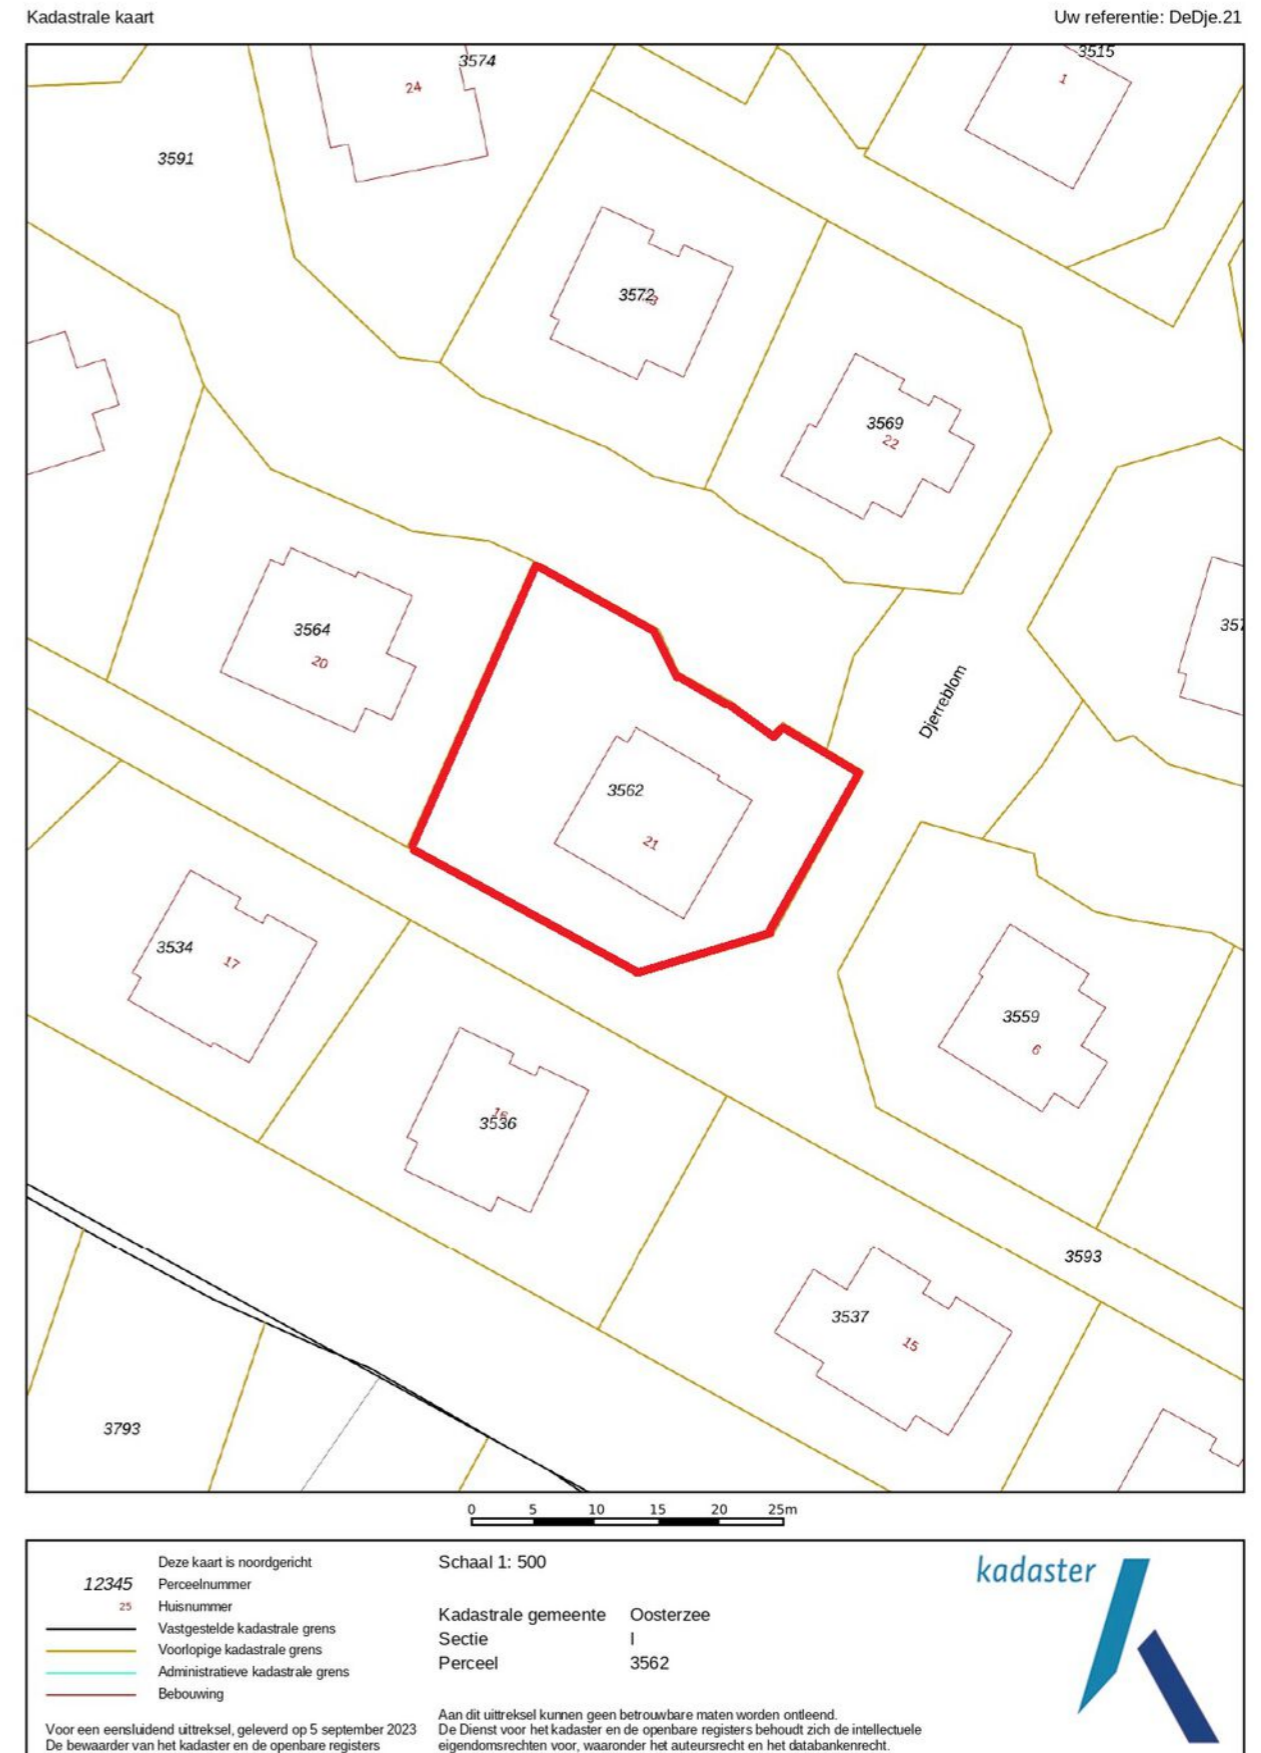 Kadastrale kaart
Uw referentie: DeDje.21
3574
3515
24
1
3591
3572
3569
22
3564
20
3562
21
Djerreblom
3534
17
3559
6
16
3536
3593
3537
15
3793
0 5 10 15 20 25m
Deze kaart is noordgericht
12345 Perceelnummer
25 Huisnummer
Vastgestelde kadastrale grens
Voorlopige kadastrale grens
Administratieve kadastrale grens
Bebouwing
Voor een eensluidend uittreksel, geleverd op 5 september 2023
De bewaarder van het kadaster en de openbare registers
Schaal 1: 500
Kadastrale gemeente Oosterzee
Sectie I
Perceel 3562
Aan dit uittreksel kunnen geen betrouwbare maten worden ontleend.
De Dienst voor het kadaster en de openbare registers behoudt zich de intellectuele
eigendomsrechten voor, waaronder het auteursrecht en het databankenrecht.
kadaster